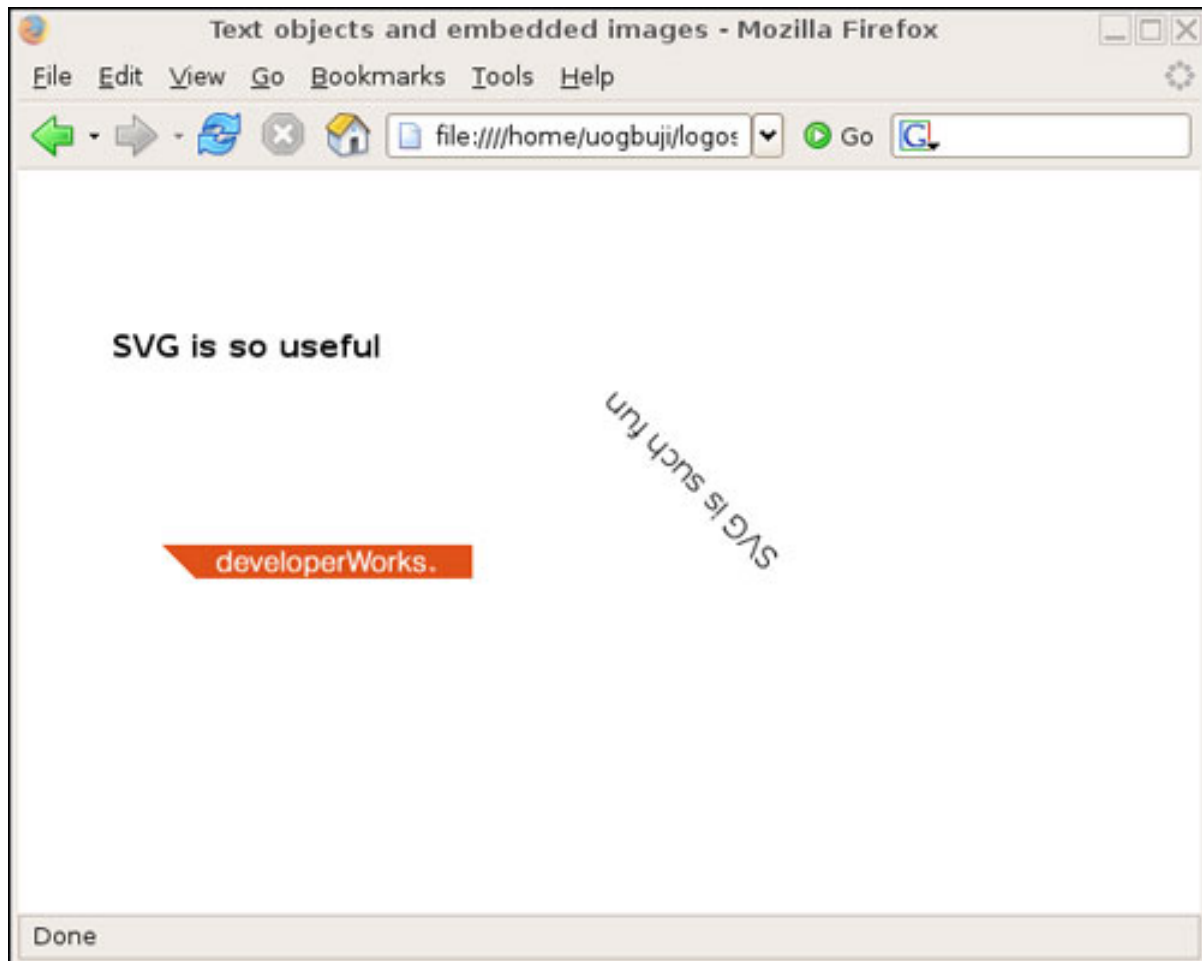 Text objects and embedded images - Mozilla Firefox
File Edit View Go Bookmarks Tools Help
file:////home/uogbuji/logos Go G
SVG is so useful
SVG is such fun
developerWorks.
Done